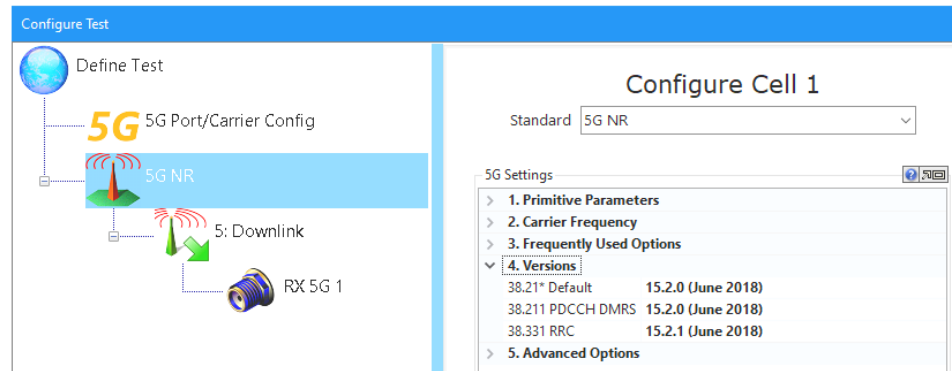 Configure Test
Define Test
5G 5G Port/Carrier Config
5G NR
5: Downlink
RX 5G 1
Configure Cell 1
Standard 5G NR
5G Settings
1. Primitive Parameters
2. Carrier Frequency
3. Frequently Used Options
4. Versions
38.21* Default 15.2.0 (June 2018)
38.211 PDCCH DMRS 15.2.0 (June 2018)
38.331 RRC 15.2.1 (June 2018)
5. Advanced Options